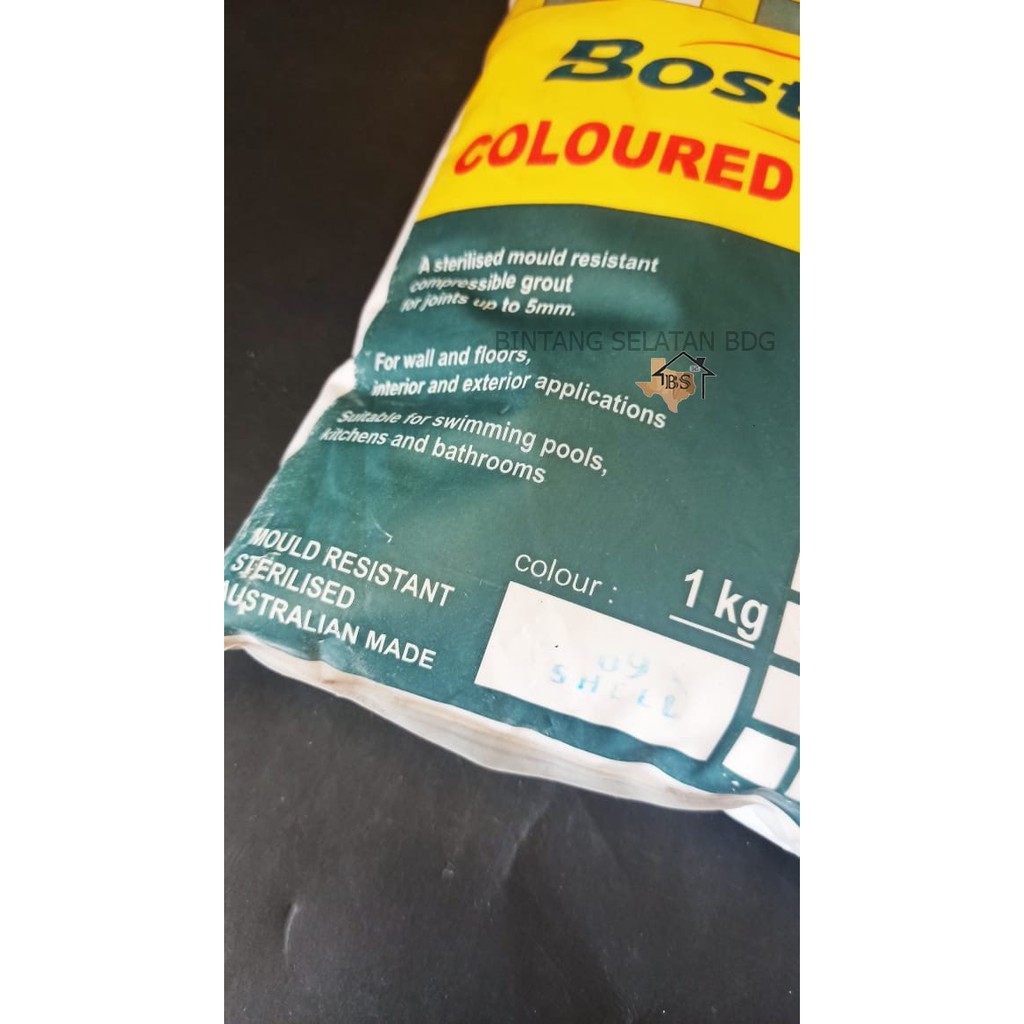 Bost
COLOURED
A sterilised mould resistant
compressible grout
for joints up to 5mm.
BINTANG SELATAN BDG
BS
For wall and floors,
interior and exterior applications
Suitable for swimming pools,
kitchens and bathrooms
MOULD RESISTANT
STERILISED
AUSTRALIAN MADE
colour :
1 kg
09
SHELL